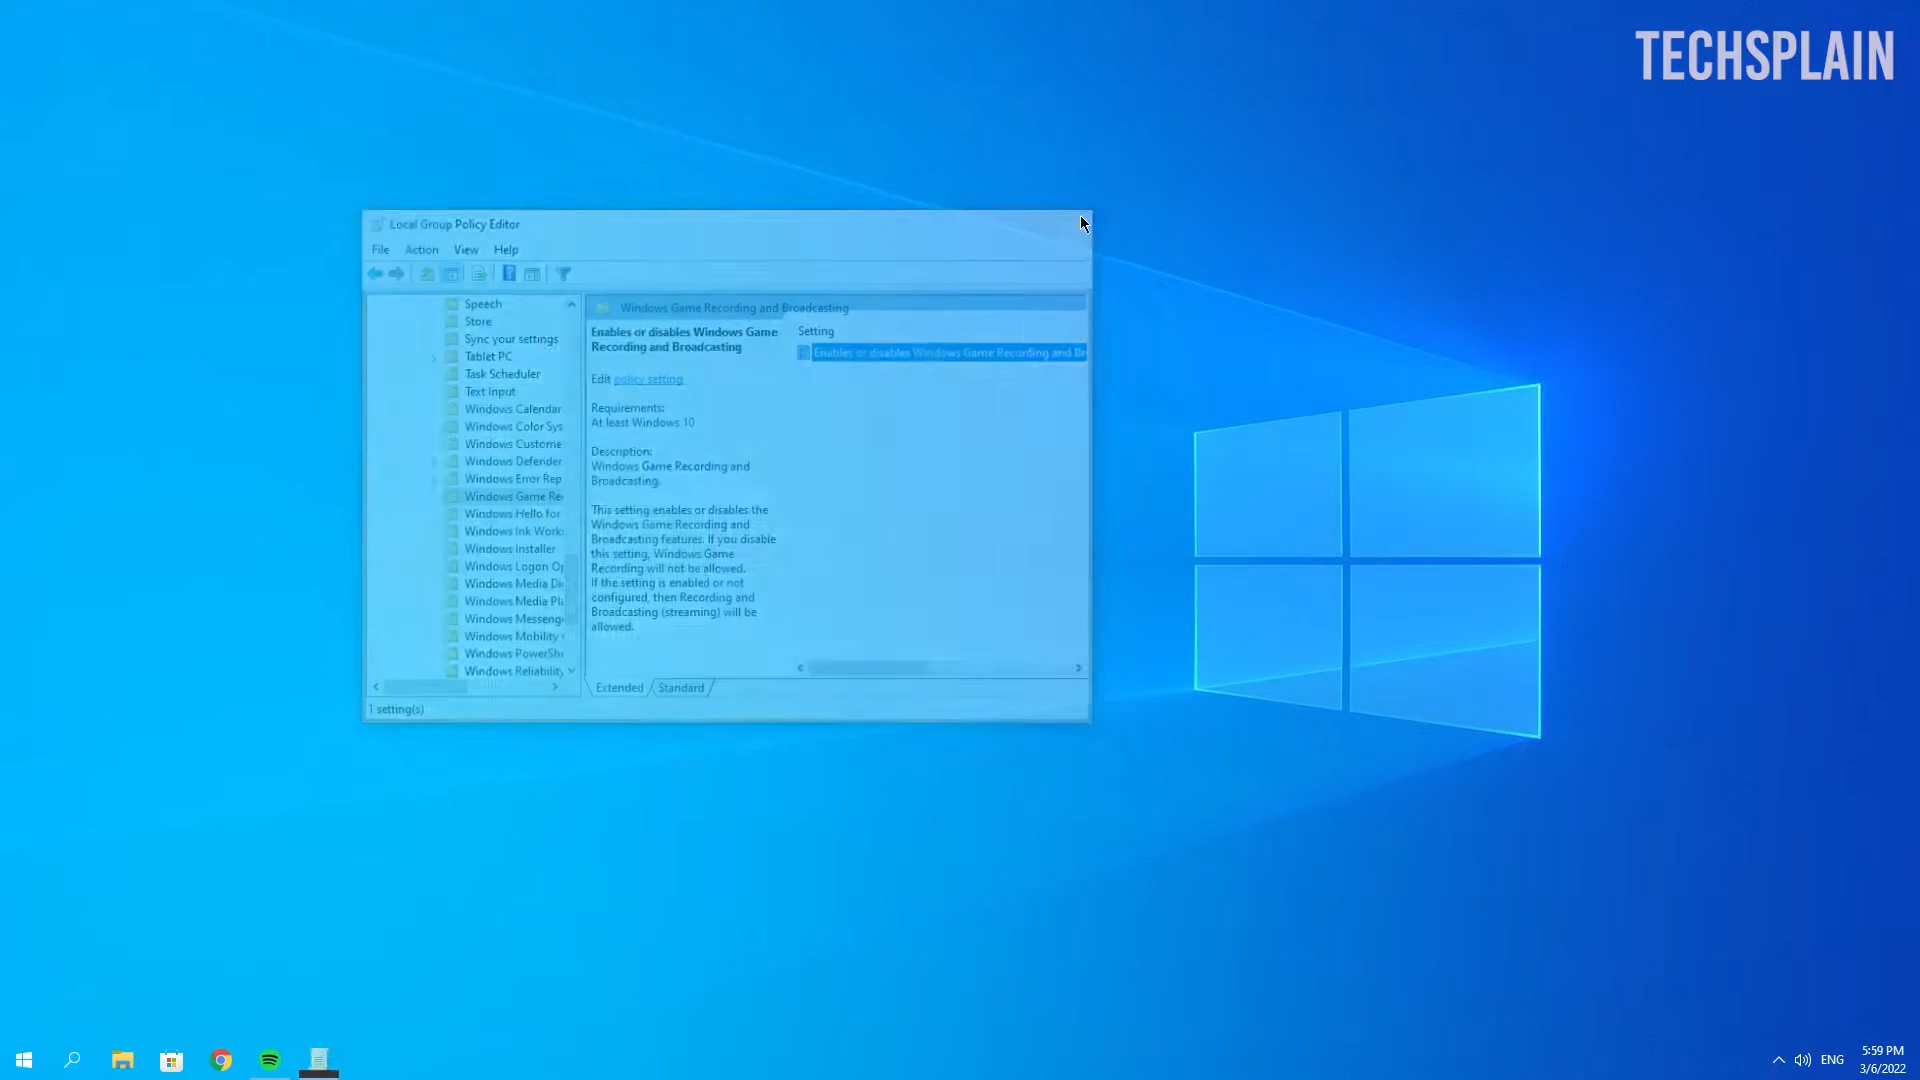 TECHSPLAIN
Local Group Policy Editor
File Action View Help
Speech
Store
Sync your settings
Tablet PC
Task Scheduler
Text Input
Windows Calendar
Windows Color Sys
Windows Custome
Windows Defender
Windows Error Rep
Windows Game Re
Windows Hello for
Windows Ink Work
Windows Installer
Windows Logon Op
Windows Media Di
Windows Media Pla
Windows Messeng
Windows Mobility
Windows PowerShe
Windows Reliability
Windows Game Recording and Broadcasting
Enables or disables Windows Game
Recording and Broadcasting
Edit policy setting
Requirements:
At least Windows 10
Description:
Windows Game Recording and
Broadcasting.
This setting enables or disables the
Windows Game Recording and
Broadcasting features. If you disable
this setting, Windows Game
Recording will not be allowed.
If the setting is enabled or not
configured, then Recording and
Broadcasting (streaming) will be
allowed.
Setting
Enables or disables Windows Game Recording and Br
Extended Standard
1 setting(s)
ENG
5:59 PM
3/6/2022